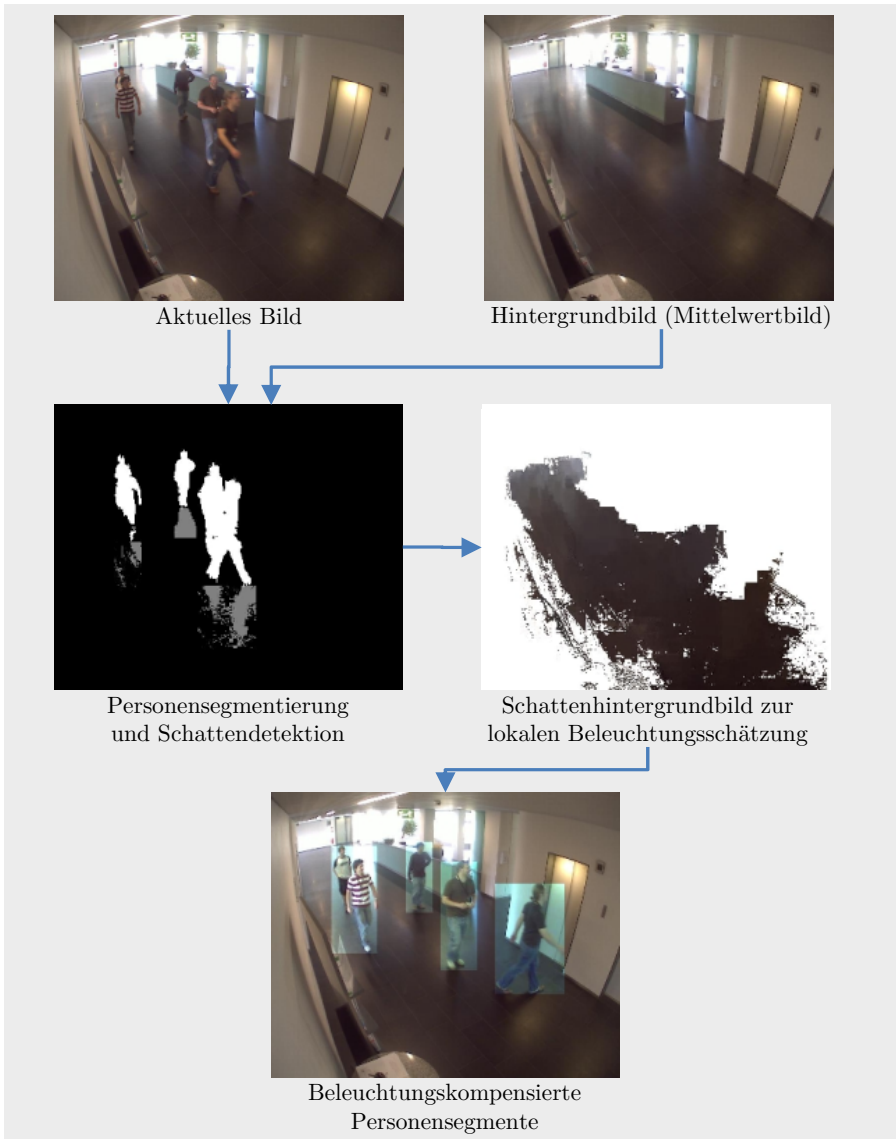 Aktuelles Bild
Hintergrundbild (Mittelwertbild)
Personensegmentierung
und Schattendetektion
Schattenhintergrundbild zur
lokalen Beleuchtungsschätzung
Beleuchtungskompensierte
Personensegmente